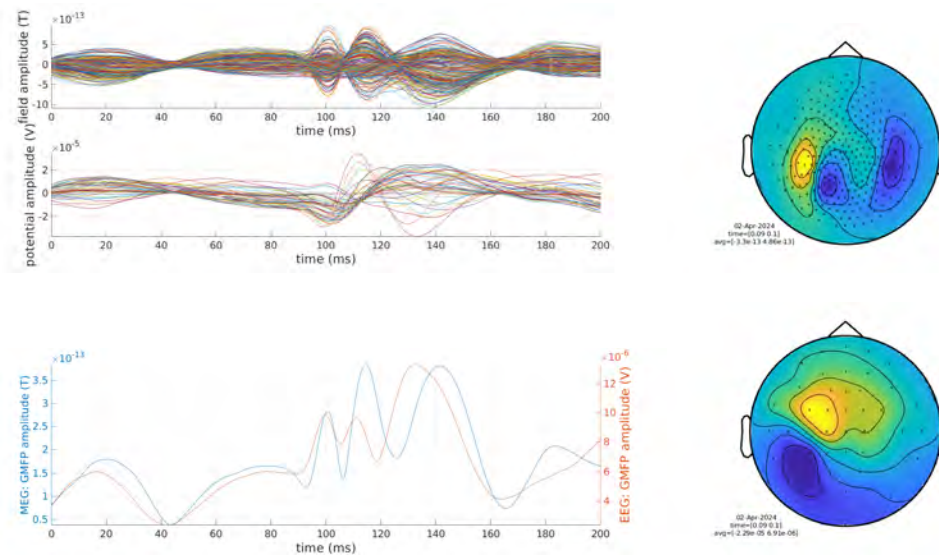 ×10⁻¹³
field amplitude (T)
5
0
-5
-10
0 20 40 60 80 100 120 140 160 180 200
time (ms)
×10⁻⁵
potential amplitude (V)
2
0
-2
0 20 40 60 80 100 120 140 160 180 200
time (ms)
02-Apr-2024
time=[0.09 0.1]
avg=[-3.3e-13 4.86e-13]
×10⁻¹³
MEG: GMFP amplitude (T)
3.5
3
2.5
2
1.5
1
0.5
0 20 40 60 80 100 120 140 160 180 200
time (ms)
×10⁻⁶
EEG: GMFP amplitude (V)
12
10
8
6
4
02-Apr-2024
time=[0.09 0.1]
avg=[-2.29e-05 6.91e-06]